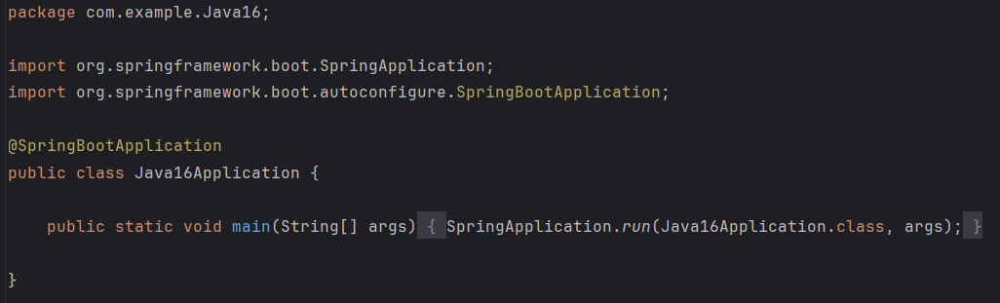 package com.example.Java16;
import org.springframework.boot.SpringApplication;
import org.springframework.boot.autoconfigure.SpringBootApplication;
@SpringBootApplication
public class Java16Application {
public static void main(String[] args) { SpringApplication.run(Java16Application.class, args); }
}